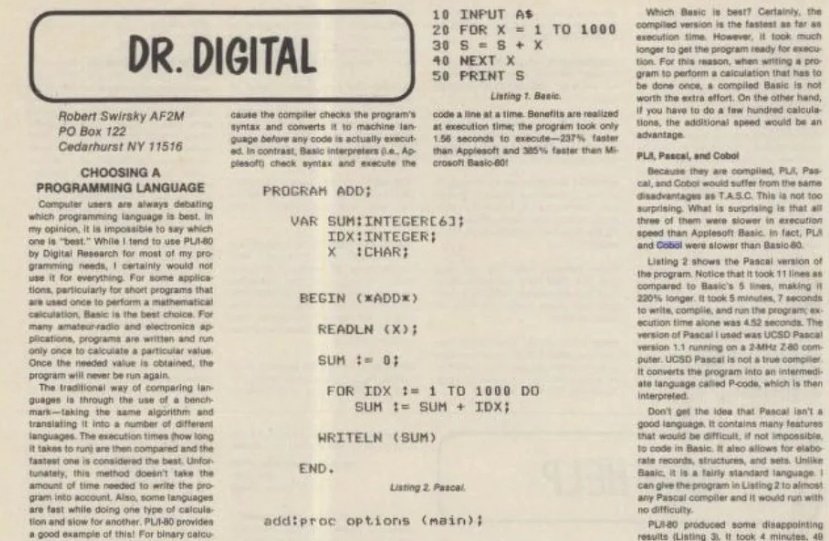 DR. DIGITAL
Robert Swirsky AF2M
PO Box 122
Cedarhurst NY 11516
CHOOSING A
PROGRAMMING LANGUAGE
Computer users are always debating
which programming language is best. In
my opinion, it is impossible to say which
one is "best." While I tend to use PL/I-80
by Digital Research for most of my pro-
gramming needs, I certainly would not
use it for everything. For some applica-
tions, particularly for short programs that
are used once to perform a mathematical
calculation, Basic is the best choice. For
many amateur-radio and electronics ap-
plications, programs are written and run
only once to calculate a particular value.
Once the needed value is obtained, the
program will never be run again.
The traditional way of comparing lan-
guages is through the use of a bench-
mark—taking the same algorithm and
translating it into a number of different
languages. The execution times (how long
it takes to run) are then compared and the
fastest one is considered the best. Unfor-
tunately, this method doesn't take the
amount of time needed to write the pro-
gram into account. Also, some languages
are fast while doing one type of calcula-
tion and slow for another. PL/I-80 provides
a good example of this! For binary calcu-
cause the compiler checks the program's
syntax and converts it to machine lan-
guage before any code is actually execut-
ed. In contrast, Basic interpreters (i.e., Ap-
plesoft) check syntax and execute the
10 INPUT A$
20 FOR X = 1 TO 1000
30 S = S + X
40 NEXT X
50 PRINT S
Listing 1. Basic.
code a line at a time. Benefits are realized
at execution time; the program took only
1.56 seconds to execute—237% faster
than Applesoft and 385% faster than Mi-
crosoft Basic-80!
PROGRAM ADD;
VAR SUM:INTEGER[6];
IDX:INTEGER;
X :CHAR;
BEGIN (*ADD*)
READLN (X);
SUM := 0;
FOR IDX := 1 TO 1000 DO
SUM := SUM + IDX;
WRITELN (SUM)
END.
Listing 2. Pascal.
add:proc options (main);
Which Basic is best? Certainly, the
compiled version is the fastest as far as
execution time. However, it took much
longer to get the program ready for execu-
tion. For this reason, when writing a pro-
gram to perform a calculation that has to
be done once, a compiled Basic is not
worth the extra effort. On the other hand,
if you have to do a few hundred calcula-
tions, the additional speed would be an
advantage.
PL/I, Pascal, and Cobol
Because they are compiled, PL/I, Pas-
cal, and Cobol would suffer from the same
disadvantages as T.A.S.C. This is not too
surprising. What is surprising is that all
three of them were slower in execution
speed than Applesoft Basic. In fact, PL/I
and Cobol were slower than Basic-80.
Listing 2 shows the Pascal version of
the program. Notice that it took 11 lines as
compared to Basic's 5 lines, making it
220% longer. It took 5 minutes, 7 seconds
to write, compile, and run the program; ex-
ecution time alone was 4.52 seconds. The
version of Pascal I used was UCSD Pascal
version 1.1 running on a 2-MHz Z-80 com-
puter. UCSD Pascal is not a true compiler.
It converts the program into an intermedi-
ate language called P-code, which is then
interpreted.
Don't get the idea that Pascal isn't a
good language. It contains many features
that would be difficult, if not impossible,
to code in Basic. It also allows for elabo-
rate records, structures, and sets. Unlike
Basic, it is a fairly standard language. I
can give the program in Listing 2 to almost
any Pascal compiler and it would run with
no difficulty.
PL/I-80 produced some disappointing
results (Listing 3). It took 4 minutes, 49